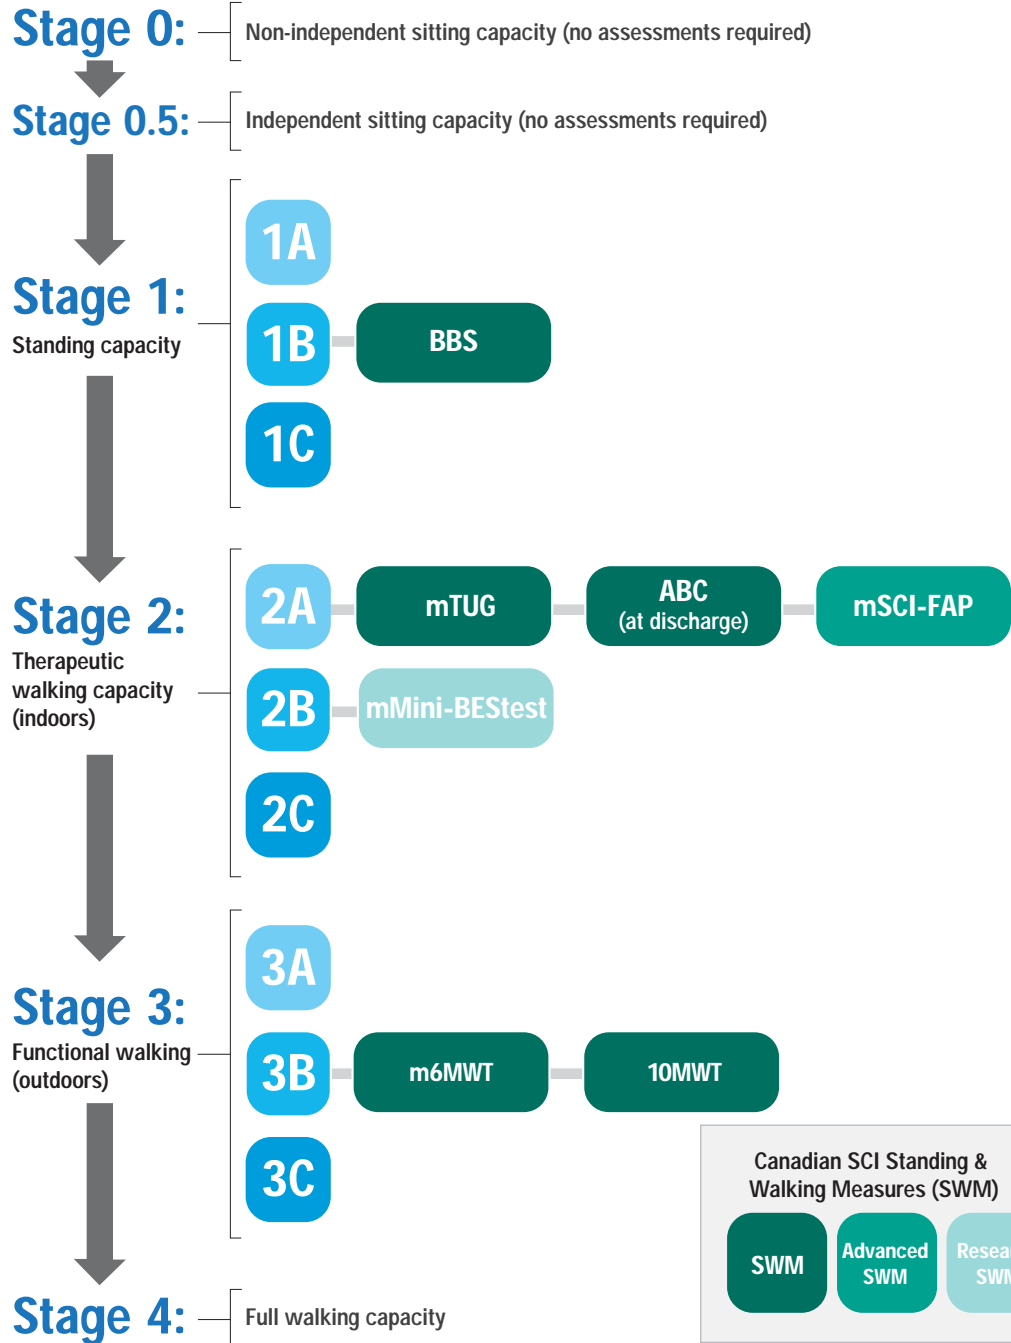 Stage 0:
Non-independent sitting capacity (no assessments required)
Stage 0.5:
Independent sitting capacity (no assessments required)
Stage 1:
Standing capacity
1A
1B
BBS
1C
Stage 2:
Therapeutic
walking capacity
(indoors)
2A
mTUG
ABC
(at discharge)
mSCI-FAP
2B
mMini-BEStest
2C
Stage 3:
Functional walking
(outdoors)
3A
3B
m6MWT
10MWT
3C
Canadian SCI Standing &
Walking Measures (SWM)
SWM
Advanced
SWM
Stage 4:
Full walking capacity